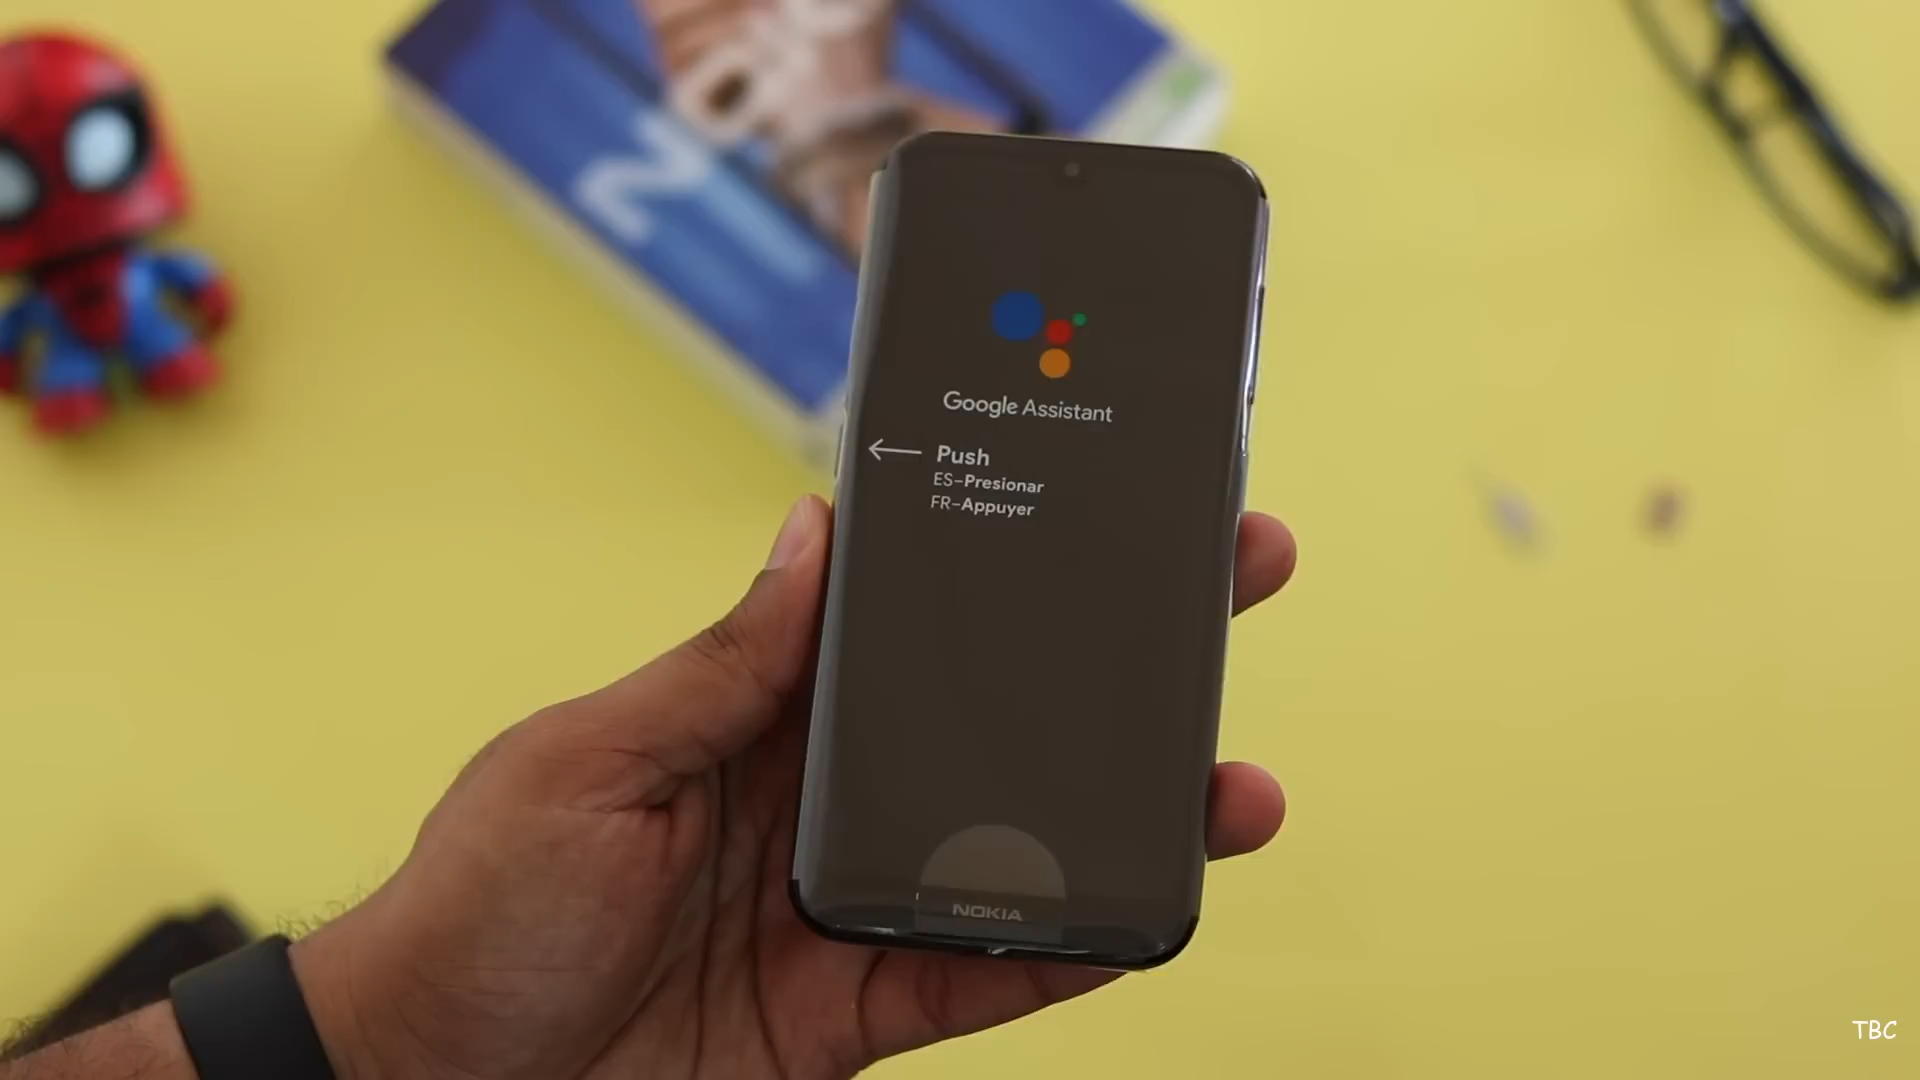 Google Assistant
Push
ES-Presionar
FR-Appuyer
NOKIA
TBC